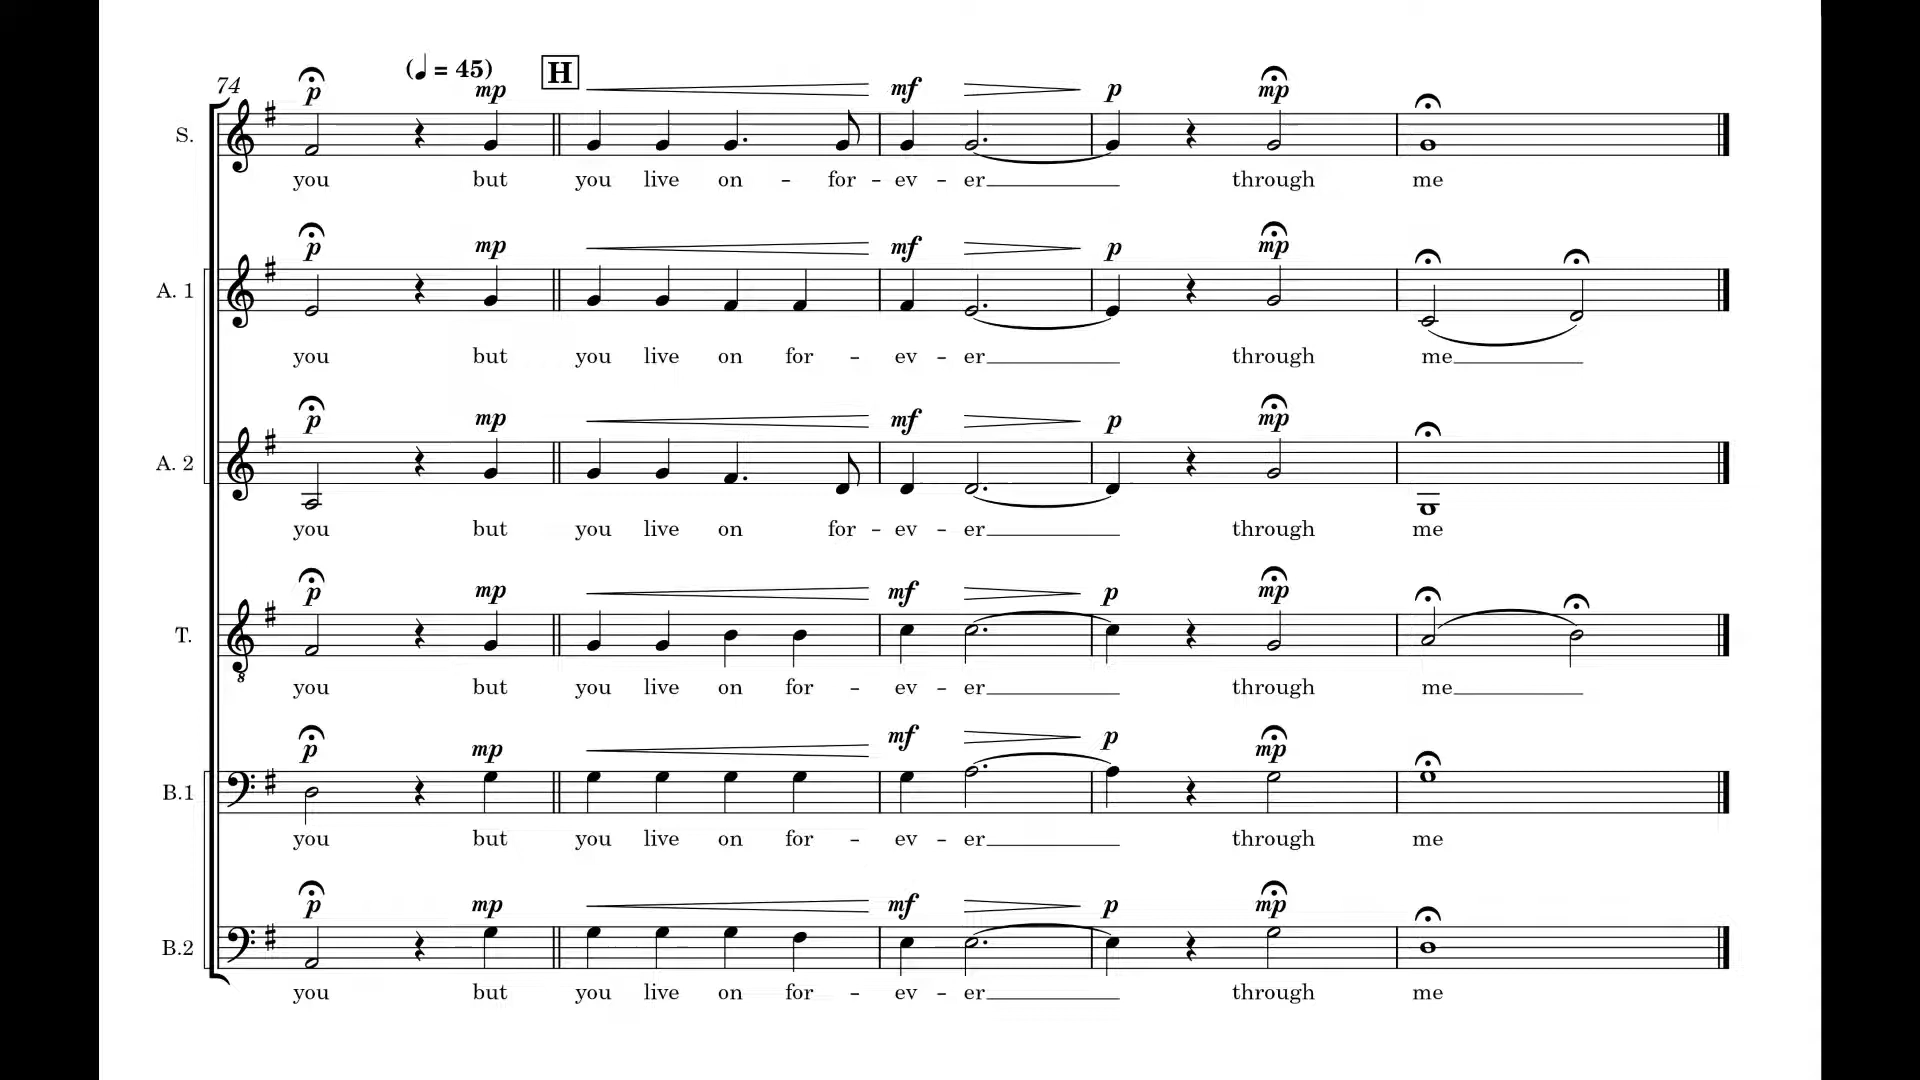 74 (♩ = 45) H
p mp mf p mp
S.
you but you live on - for - ev - er through me
p mp mf p mp
A. 1
you but you live on for - ev - er through me
p mp mf p mp
A. 2
you but you live on for - ev - er through me
p mp mf p mp
T.
8
you but you live on for - ev - er through me
p mp mf p mp
B.1
you but you live on for - ev - er through me
p mp mf p mp
B.2
you but you live on for - ev - er through me